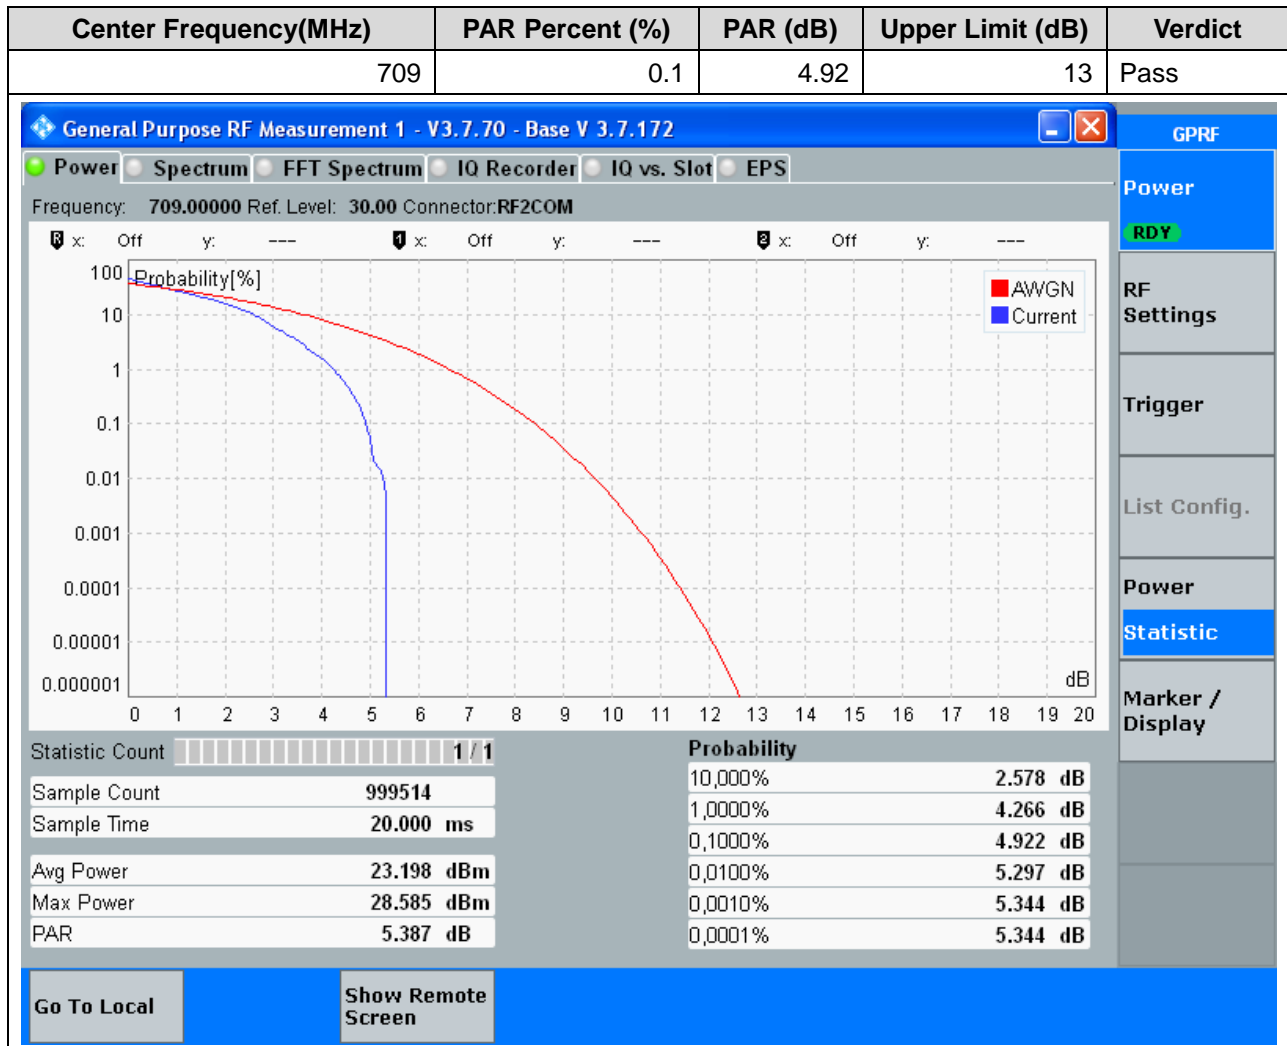 Center Frequency(MHz) PAR Percent (%) PAR (dB) Upper Limit (dB) Verdict
709 0.1 4.92 13 Pass
General Purpose RF Measurement 1 - V3.7.70 - Base V 3.7.172
GPRF
Power Spectrum FFT Spectrum IQ Recorder IQ vs. Slot EPS
Power
RDY
Frequency: 709.00000 Ref. Level: 30.00 Connector:RF2COM
R x: Off y: --- 1 x: Off y: --- 2 x: Off y: ---
100 Probability[%]
AWGN
Current
10
1
0.1
0.01
0.001
0.0001
0.00001
0.000001
dB
0 1 2 3 4 5 6 7 8 9 10 11 12 13 14 15 16 17 18 19 20
RF
Settings
Trigger
List Config.
Power
Statistic
Marker /
Display
Statistic Count 1 / 1
Sample Count 999514
Sample Time 20.000 ms
Avg Power 23.198 dBm
Max Power 28.585 dBm
PAR 5.387 dB
Probability
10,000% 2.578 dB
1,0000% 4.266 dB
0,1000% 4.922 dB
0,0100% 5.297 dB
0,0010% 5.344 dB
0,0001% 5.344 dB
Go To Local
Show Remote
Screen